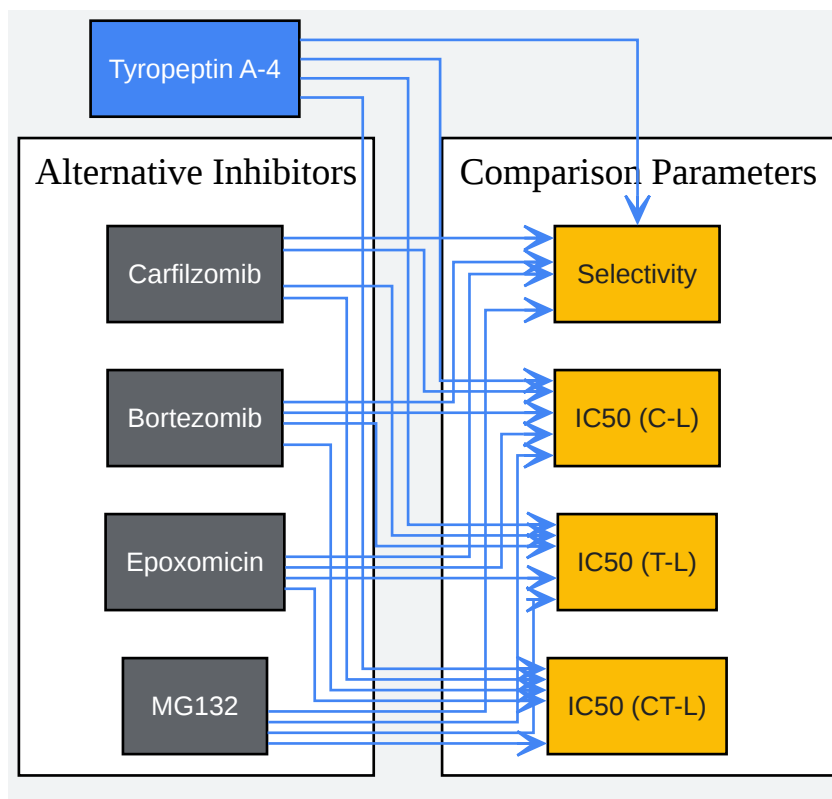 Tyropeptin A-4
Alternative Inhibitors
Comparison Parameters
Carfilzomib
Selectivity
Bortezomib
IC50 (C-L)
Epoxomicin
IC50 (T-L)
MG132
IC50 (CT-L)